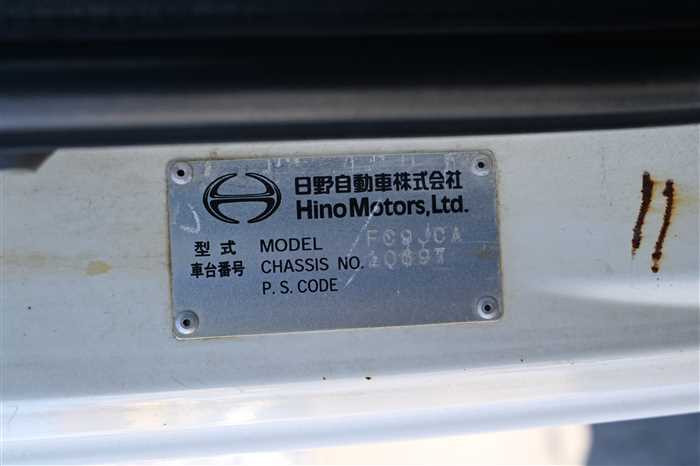 日野自動車株式会社
Hino Motors, Ltd.
型式 MODEL FC9JCA
車台番号 CHASSIS NO.
P.S. CODE